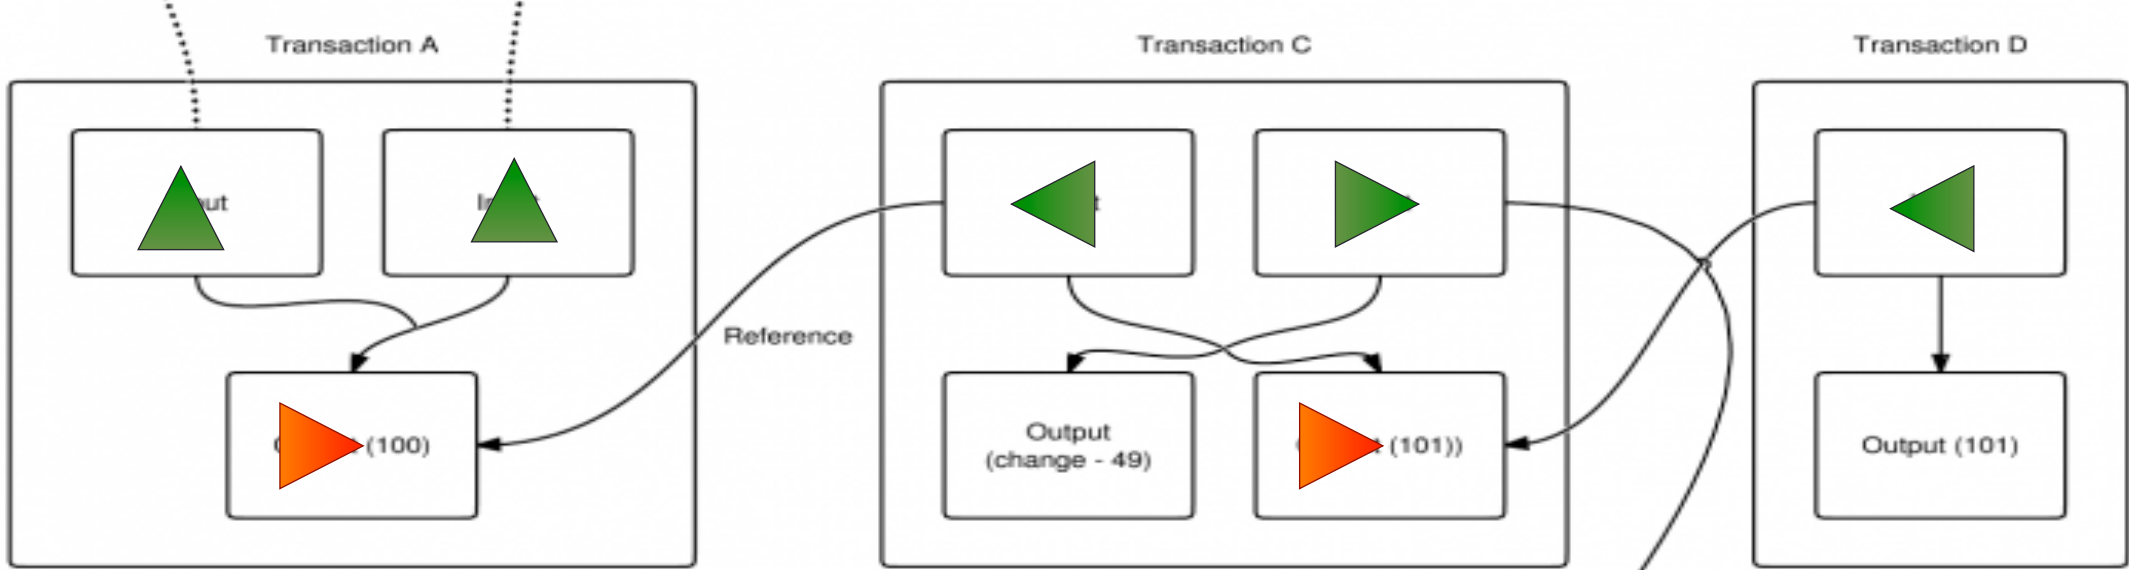 Transaction A
Transaction C
Transaction D
Reference
(100)
Output
(change - 49)
(101))
Output (101)